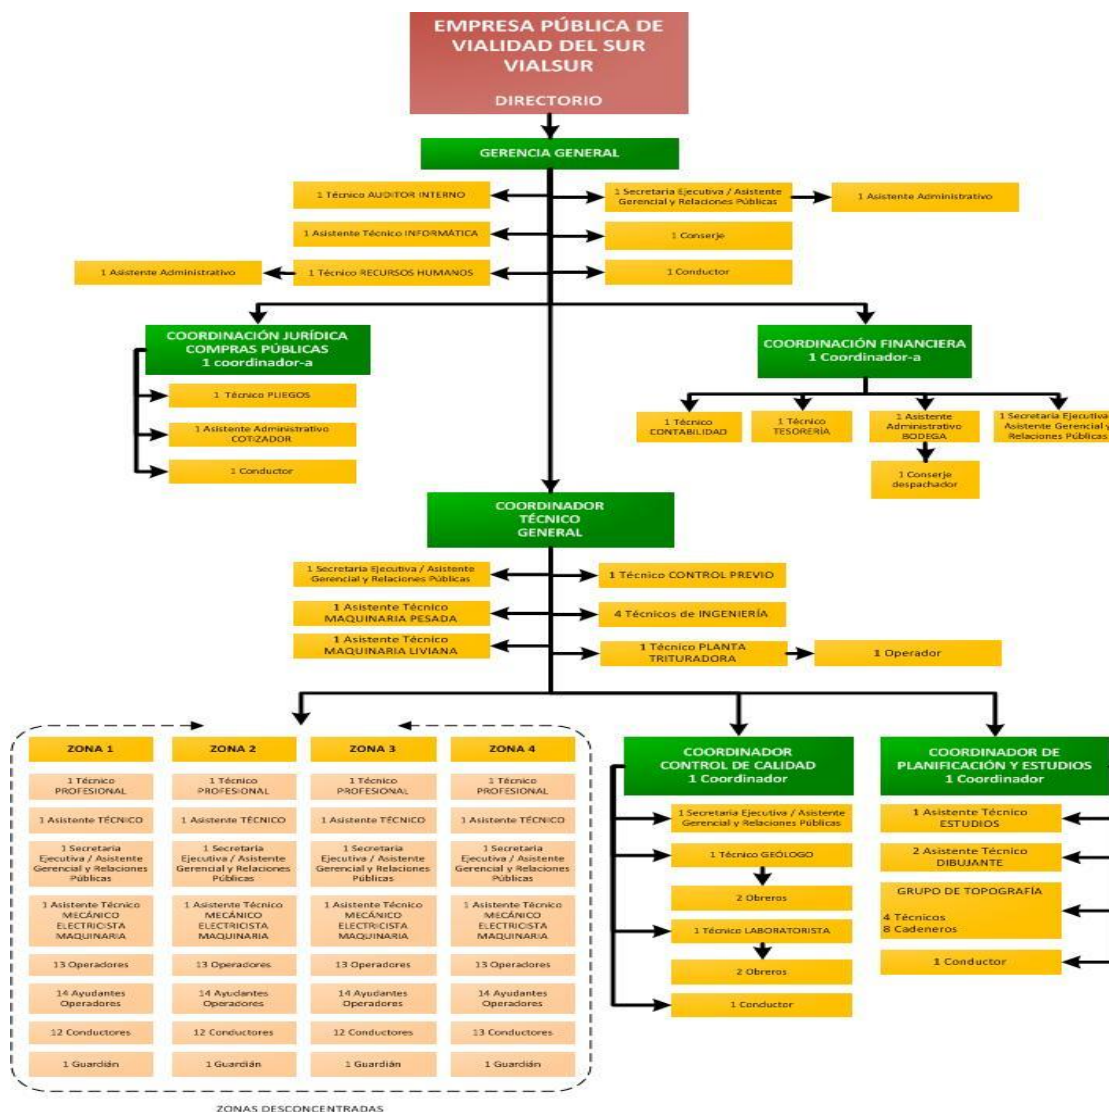 EMPRESA PÚBLICA DE
VIALIDAD DEL SUR
VIALSUR
DIRECTORIO
GERENCIA GENERAL
1 Técnico AUDITOR INTERNO
1 Secretaria Ejecutiva / Asistente
Gerencial y Relaciones Públicas
1 Asistente Administrativo
1 Asistente Técnico INFORMÁTICA
1 Conserje
1 Asistente Administrativo
1 Técnico RECURSOS HUMANOS
1 Conductor
COORDINACIÓN JURÍDICA
COMPRAS PÚBLICAS
1 coordinador-a
1 Técnico PLIEGOS
1 Asistente Administrativo
COTIZADOR
1 Conductor
COORDINACIÓN FINANCIERA
1 Coordinador-a
1 Técnico
CONTABILIDAD
1 Técnico
TESORERÍA
1 Asistente
Administrativo
BODEGA
1 Secretaria Ejecutiva
Asistente Gerencial y
Relaciones Públicas
1 Conserje
despachador
COORDINADOR
TÉCNICO
GENERAL
1 Secretaria Ejecutiva / Asistente
Gerencial y Relaciones Públicas
1 Técnico CONTROL PREVIO
1 Asistente Técnico
MAQUINARIA PESADA
4 Técnicos de INGENIERÍA
1 Asistente Técnico
MAQUINARIA LIVIANA
1 Técnico PLANTA
TRITURADORA
1 Operador
ZONA 1
1 Técnico
PROFESIONAL
1 Asistente TÉCNICO
1 Secretaria
Ejecutiva / Asistente
Gerencial y Relaciones
Públicas
1 Asistente Técnico
MECÁNICO
ELECTRICISTA
MAQUINARIA
13 Operadores
14 Ayudantes
Operadores
12 Conductores
1 Guardián
ZONA 2
1 Técnico
PROFESIONAL
1 Asistente TÉCNICO
1 Secretaria
Ejecutiva / Asistente
Gerencial y Relaciones
Públicas
1 Asistente Técnico
MECÁNICO
ELECTRICISTA
MAQUINARIA
13 Operadores
14 Ayudantes
Operadores
12 Conductores
1 Guardián
ZONA 3
1 Técnico
PROFESIONAL
1 Asistente TÉCNICO
1 Secretaria
Ejecutiva / Asistente
Gerencial y Relaciones
Públicas
1 Asistente Técnico
MECÁNICO
ELECTRICISTA
MAQUINARIA
13 Operadores
14 Ayudantes
Operadores
12 Conductores
1 Guardián
ZONA 4
1 Técnico
PROFESIONAL
1 Asistente TÉCNICO
1 Secretaria
Ejecutiva / Asistente
Gerencial y Relaciones
Públicas
1 Asistente Técnico
MECÁNICO
ELECTRICISTA
MAQUINARIA
13 Operadores
14 Ayudantes
Operadores
13 Conductores
1 Guardián
ZONAS DESCONCENTRADAS
COORDINADOR
CONTROL DE CALIDAD
1 Coordinador
1 Secretaria Ejecutiva / Asistente
Gerencial y Relaciones Públicas
1 Técnico GEÓLOGO
2 Obreros
1 Técnico LABORATORISTA
2 Obreros
1 Conductor
COORDINADOR DE
PLANIFICACIÓN Y ESTUDIOS
1 Coordinador
1 Asistente Técnico
ESTUDIOS
2 Asistente Técnico
DIBUJANTE
GRUPO DE TOPOGRAFÍA
4 Técnicos
8 Cadeneros
1 Conductor